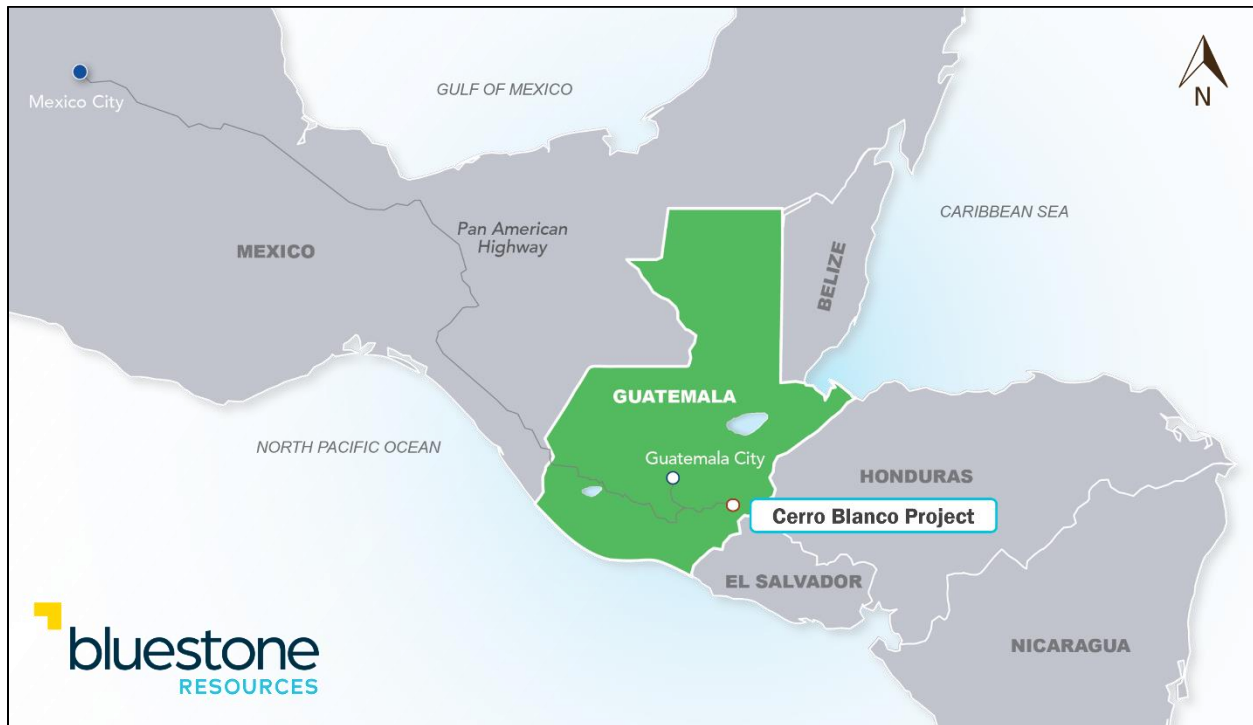 Mexico City
GULF OF MEXICO
N
Pan American
Highway
CARIBBEAN SEA
MEXICO
BELIZE
GUATEMALA
NORTH PACIFIC OCEAN
Guatemala City
HONDURAS
Cerro Blanco Project
EL SALVADOR
NICARAGUA
bluestone
RESOURCES